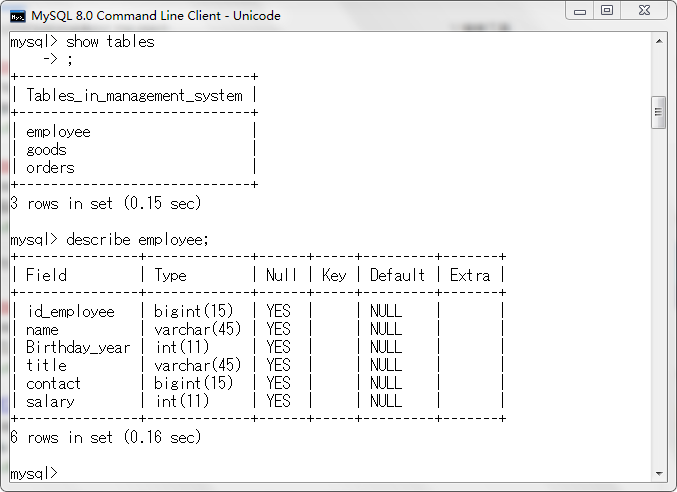 MySQL 8.0 Command Line Client - Unicode
mysql> show tables
    -> ;
+-----------------------------+
| Tables_in_management_system |
+-----------------------------+
| employee                    |
| goods                       |
| orders                      |
+-----------------------------+
3 rows in set (0.15 sec)

mysql> describe employee;
+---------------+-------------+------+-----+---------+-------+
| Field         | Type        | Null | Key | Default | Extra |
+---------------+-------------+------+-----+---------+-------+
| id_employee   | bigint(15)  | YES  |     | NULL    |       |
| name          | varchar(45) | YES  |     | NULL    |       |
| Birthday_year | int(11)     | YES  |     | NULL    |       |
| title         | varchar(45) | YES  |     | NULL    |       |
| contact       | bigint(15)  | YES  |     | NULL    |       |
| salary        | int(11)     | YES  |     | NULL    |       |
+---------------+-------------+------+-----+---------+-------+
6 rows in set (0.16 sec)

mysql>